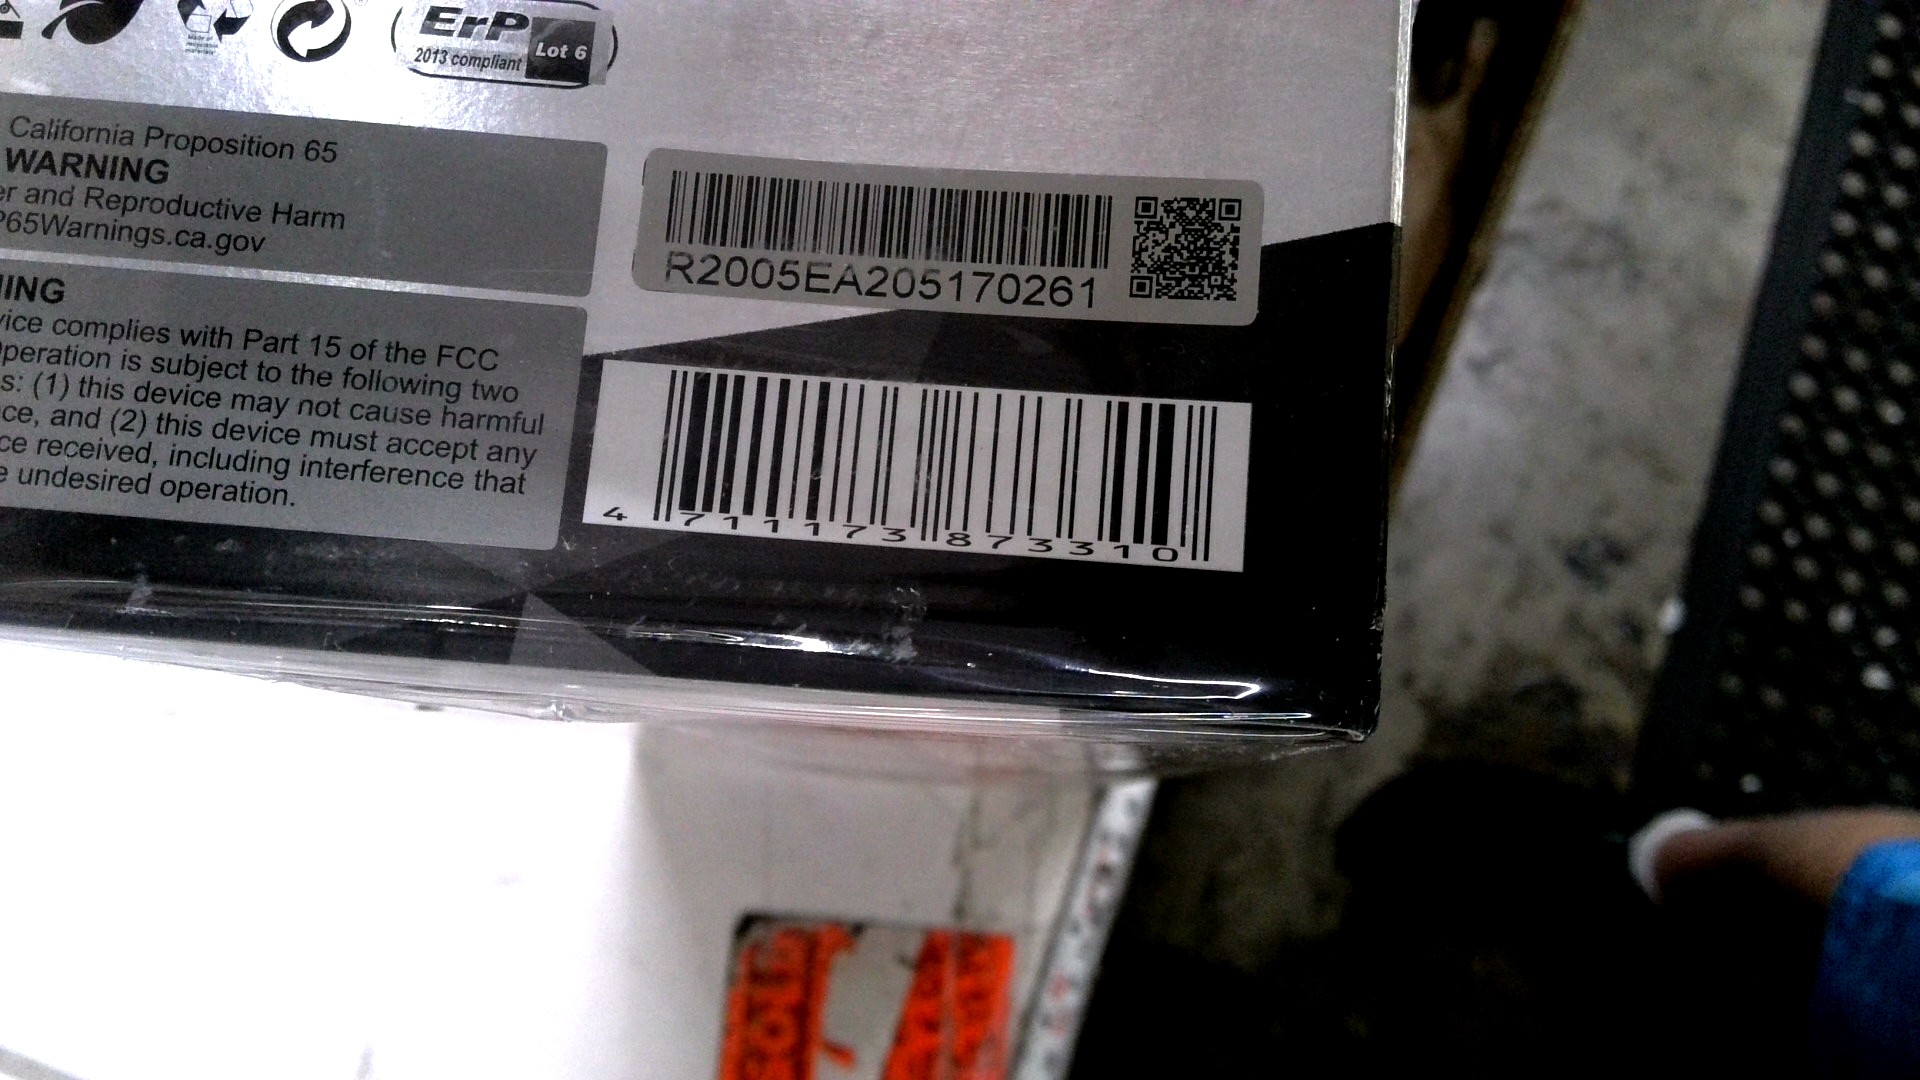 ErP
2013 compliant
Lot 6
California Proposition 65
WARNING
er and Reproductive Harm
P65Warnings.ca.gov
R2005EA205170261
ING
vice complies with Part 15 of the FCC
Operation is subject to the following two
s: (1) this device may not cause harmful
ce, and (2) this device must accept any
ce received, including interference that
e undesired operation.
4 711173 873310